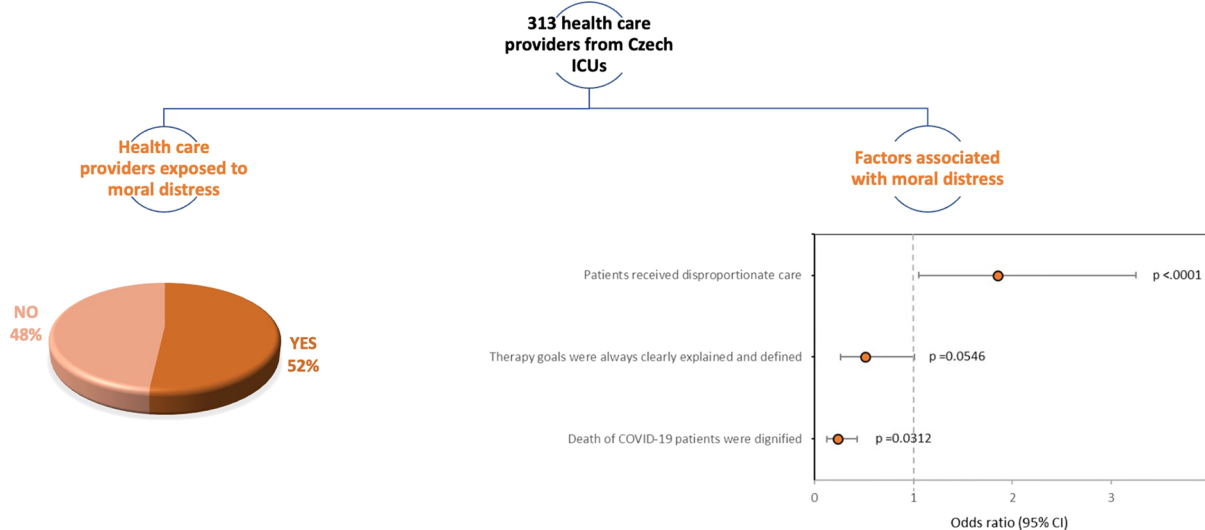 313 health care
providers from Czech
ICUs
Health care
providers exposed to
moral distress
Factors associated
with moral distress
NO
48%
YES
52%
Patients received disproportionate care
p <.0001
Therapy goals were always clearly explained and defined
p =0.0546
Death of COVID-19 patients were dignified
p =0.0312
0 1 2 3
Odds ratio (95% CI)